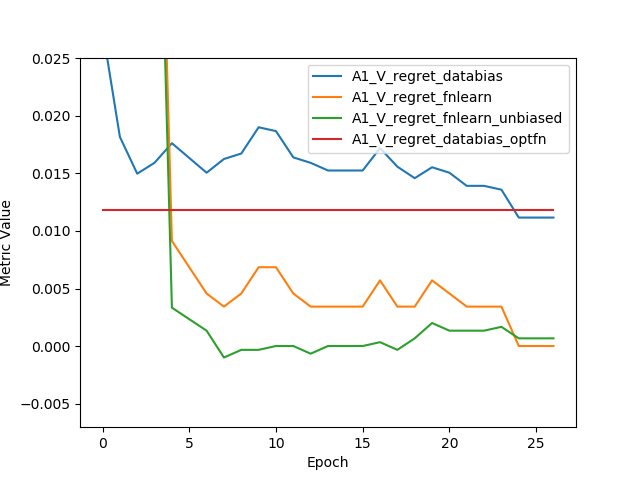 0.025
0.020
0.015
0.010
0.005
0.000
−0.005
Metric Value
A1_V_regret_databias
A1_V_regret_fnlearn
A1_V_regret_fnlearn_unbiased
A1_V_regret_databias_optfn
0 5 10 15 20 25
Epoch